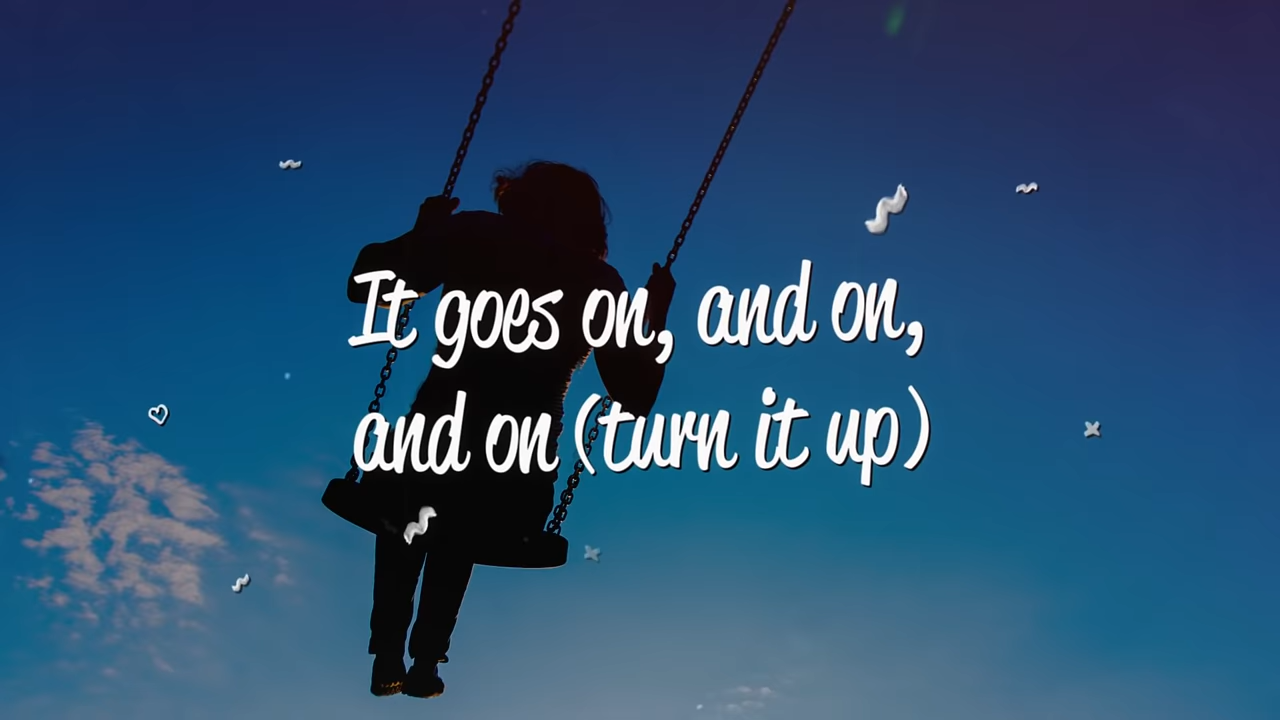 It goes on, and on,
and on (turn it up)